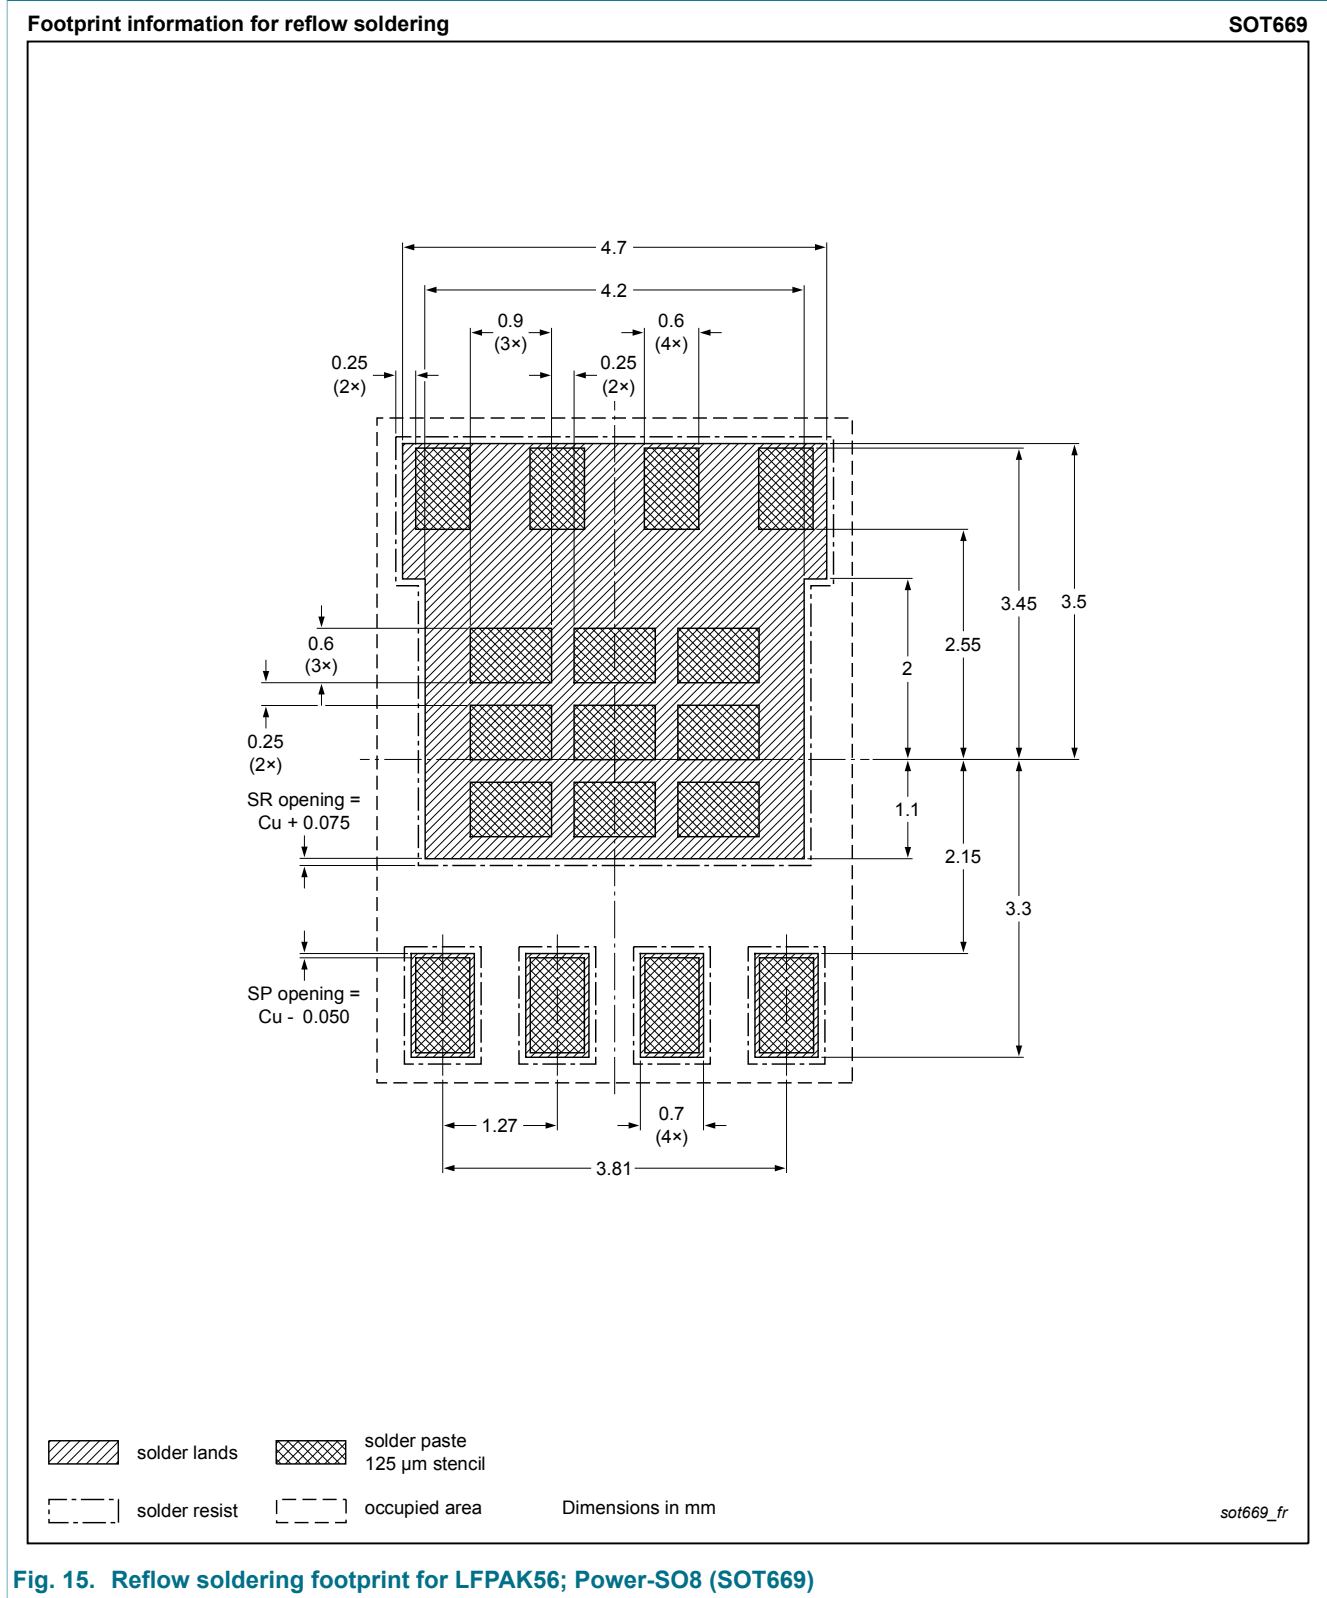 Footprint information for reflow soldering
SOT669
4.7
4.2
0.9
(3×)
0.6
(4×)
0.25
(2×)
0.25
(2×)
3.45
3.5
2.55
2
0.6
(3×)
0.25
(2×)
SR opening =
Cu + 0.075
1.1
2.15
3.3
SP opening =
Cu - 0.050
1.27
0.7
(4×)
3.81
solder lands
solder paste
125 µm stencil
solder resist
occupied area
Dimensions in mm
sot669_fr
Fig. 15. Reflow soldering footprint for LFPAK56; Power-SO8 (SOT669)